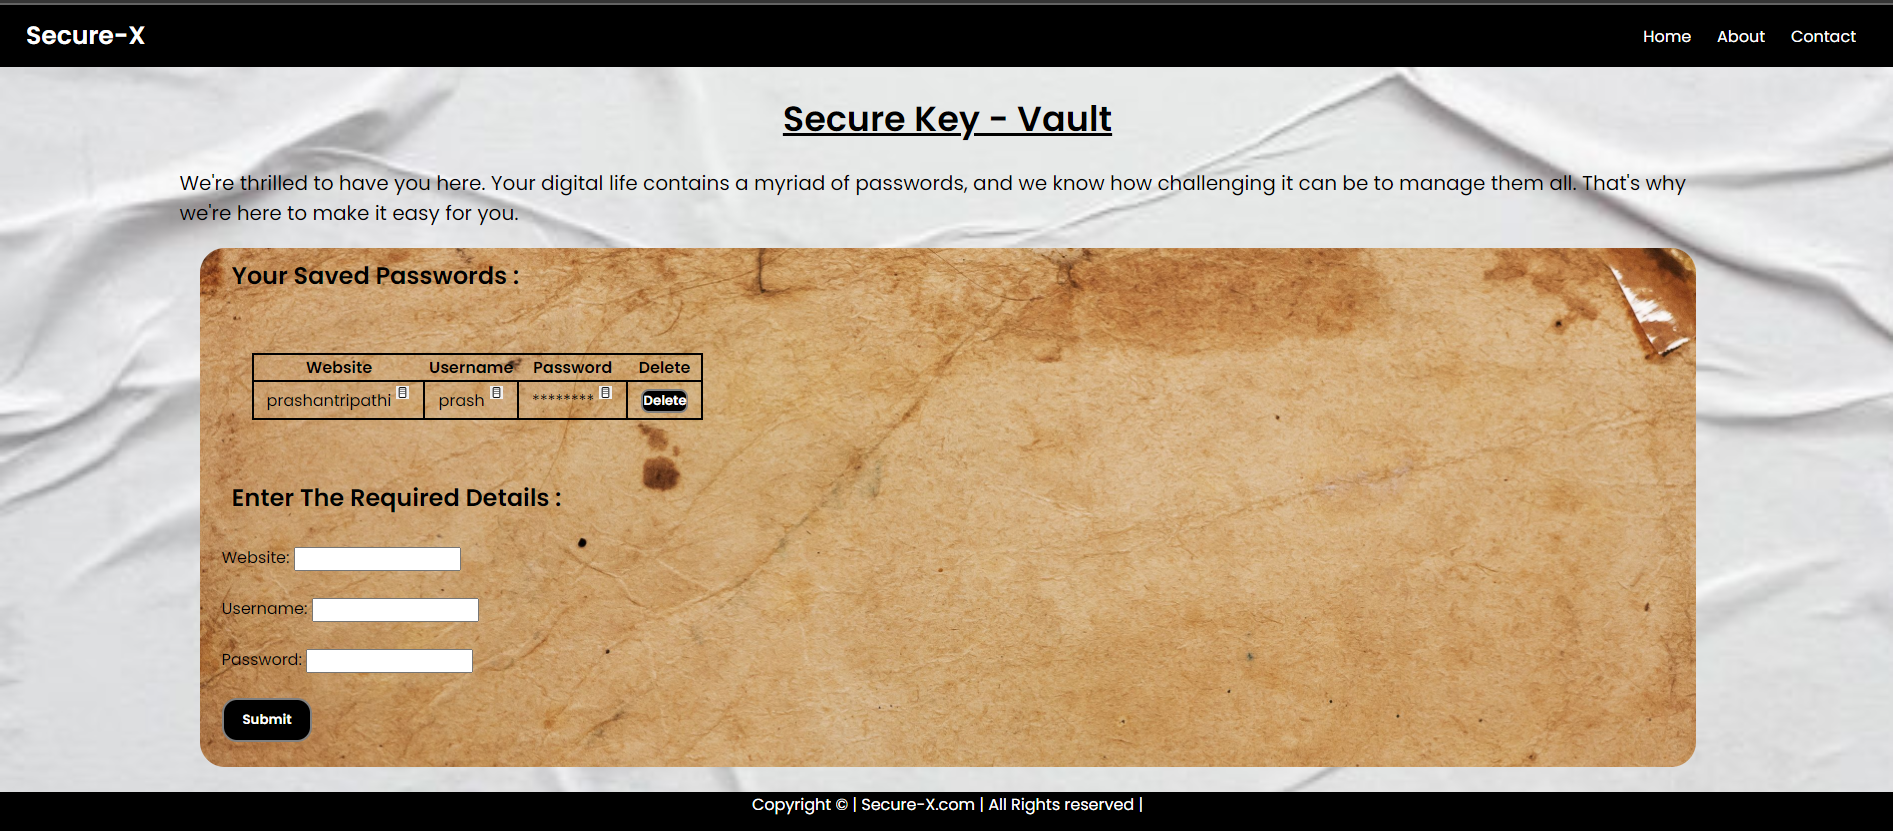 Secure-X
Home About Contact
Secure Key - Vault
We're thrilled to have you here. Your digital life contains a myriad of passwords, and we know how challenging it can be to manage them all. That's why
we're here to make it easy for you.
Your Saved Passwords :
Website Username Password Delete
prashantripathi prash ******** Delete
Enter The Required Details :
Website:
Username:
Password:
Submit
Copyright © | Secure-X.com | All Rights reserved |